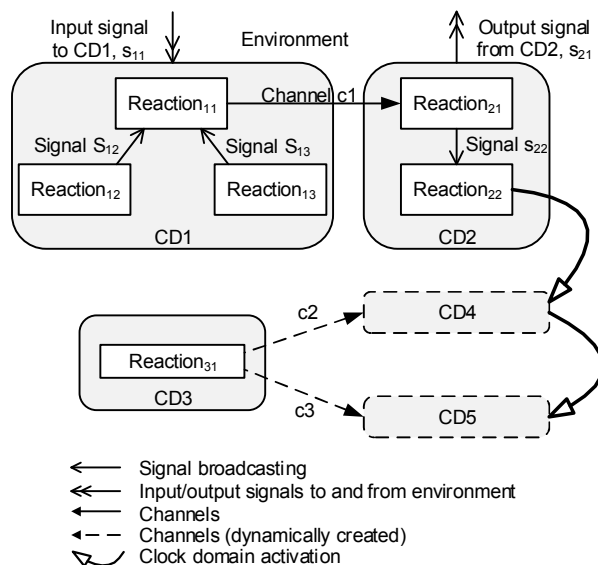 Input signal
to CD1, s11
Environment
Output signal
from CD2, s21
Reaction11
Channel c1
Reaction21
Signal S12
Signal S13
Signal s22
Reaction12
Reaction13
Reaction22
CD1
CD2
c2
CD4
Reaction31
CD3
c3
CD5
Signal broadcasting
Input/output signals to and from environment
Channels
Channels (dynamically created)
Clock domain activation